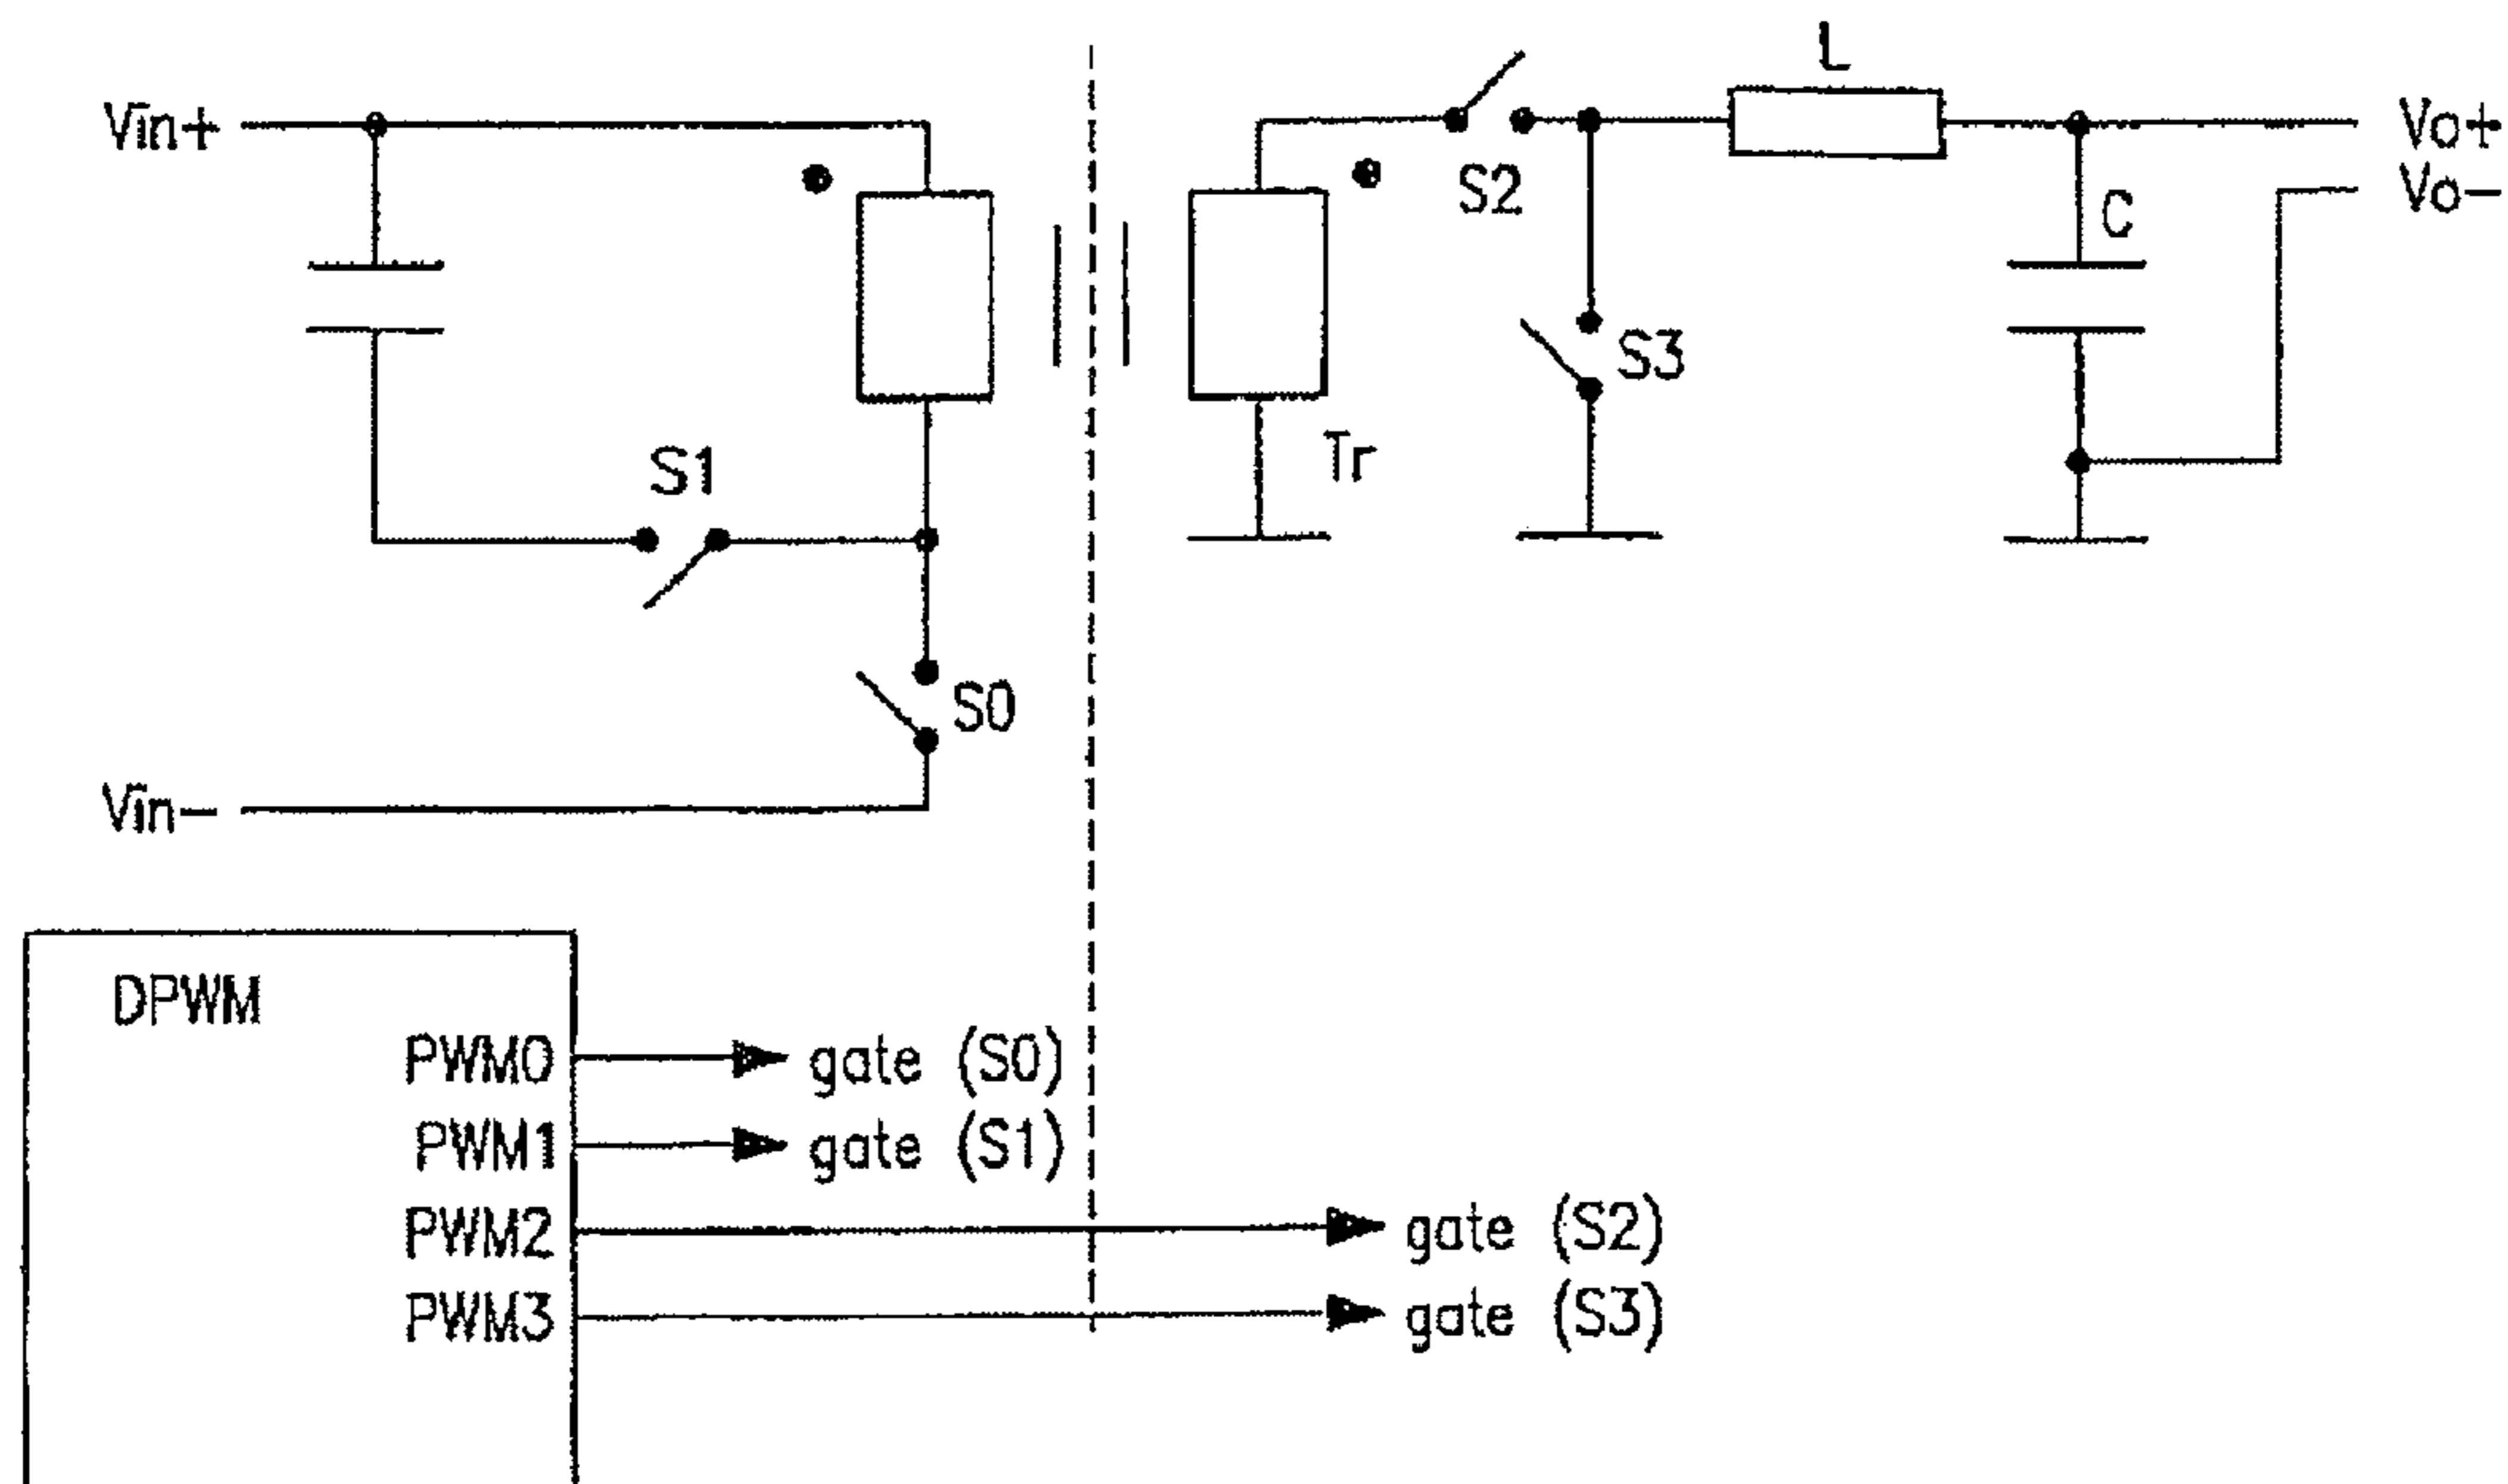 L
Vin+
Vo+
Vo-
S2
C
S3
Tr
S1
S0
Vin-
DPWM
PWM0 gate (S0)
PWM1 gate (S1)
PWM2 gate (S2)
PWM3 gate (S3)